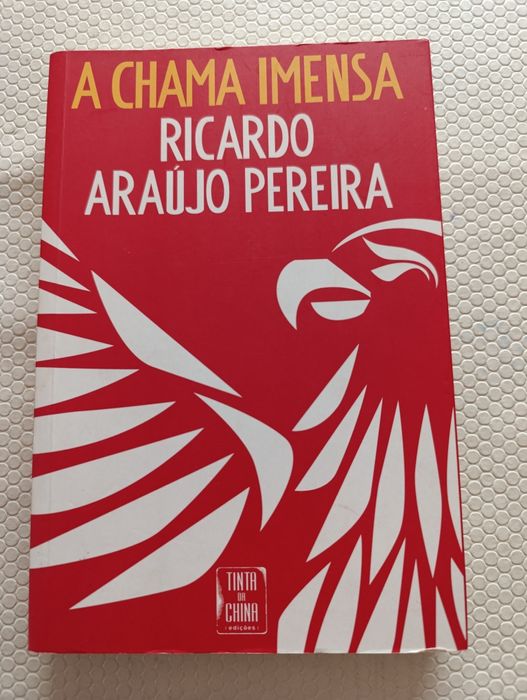 A CHAMA IMENSA
RICARDO
ARAÚJO PEREIRA
TINTA
DA
CHINA
edições